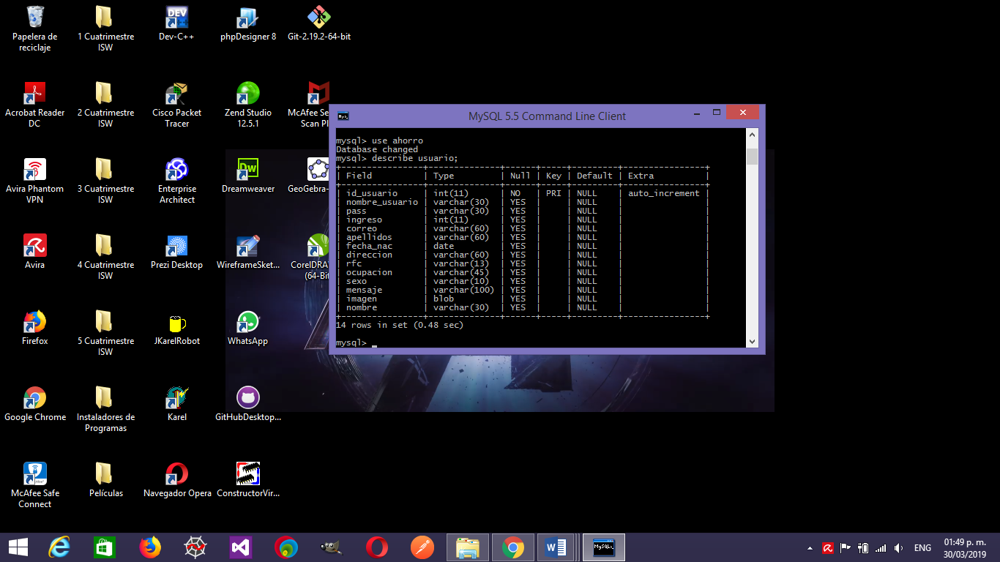 Papelera de
reciclaje
1 Cuatrimestre
ISW
Dev-C++
phpDesigner 8
Git-2.19.2-64-bit
Acrobat Reader
DC
2 Cuatrimestre
ISW
Cisco Packet
Tracer
Zend Studio
12.5.1
McAfee Se
Scan Pl
Avira Phantom
VPN
3 Cuatrimestre
ISW
Enterprise
Architect
Dreamweaver
GeoGebra-
Avira
4 Cuatrimestre
ISW
Prezi Desktop
WireframeSket...
CorelDRA
(64-Bit
Firefox
5 Cuatrimestre
ISW
JKarelRobot
WhatsApp
Google Chrome
Instaladores de
Programas
Karel
GitHubDesktop...
McAfee Safe
Connect
Películas
Navegador Opera
ConstructorVir...
MySQL 5.5 Command Line Client
mysql> use ahorro
Database changed
mysql> describe usuario;
+----------------+--------------+------+-----+---------+----------------+
| Field | Type | Null | Key | Default | Extra |
+----------------+--------------+------+-----+---------+----------------+
| id_usuario | int(11) | NO | PRI | NULL | auto_increment |
| nombre_usuario | varchar(30) | YES | | NULL | |
| pass | varchar(30) | YES | | NULL | |
| ingreso | int(11) | YES | | NULL | |
| correo | varchar(60) | YES | | NULL | |
| apellidos | varchar(60) | YES | | NULL | |
| fecha_nac | date | YES | | NULL | |
| direccion | varchar(60) | YES | | NULL | |
| rfc | varchar(13) | YES | | NULL | |
| ocupacion | varchar(45) | YES | | NULL | |
| sexo | varchar(10) | YES | | NULL | |
| mensaje | varchar(100) | YES | | NULL | |
| imagen | blob | YES | | NULL | |
| nombre | varchar(30) | YES | | NULL | |
+----------------+--------------+------+-----+---------+----------------+
14 rows in set (0.48 sec)
mysql> _
ENG
01:49 p. m.
30/03/2019